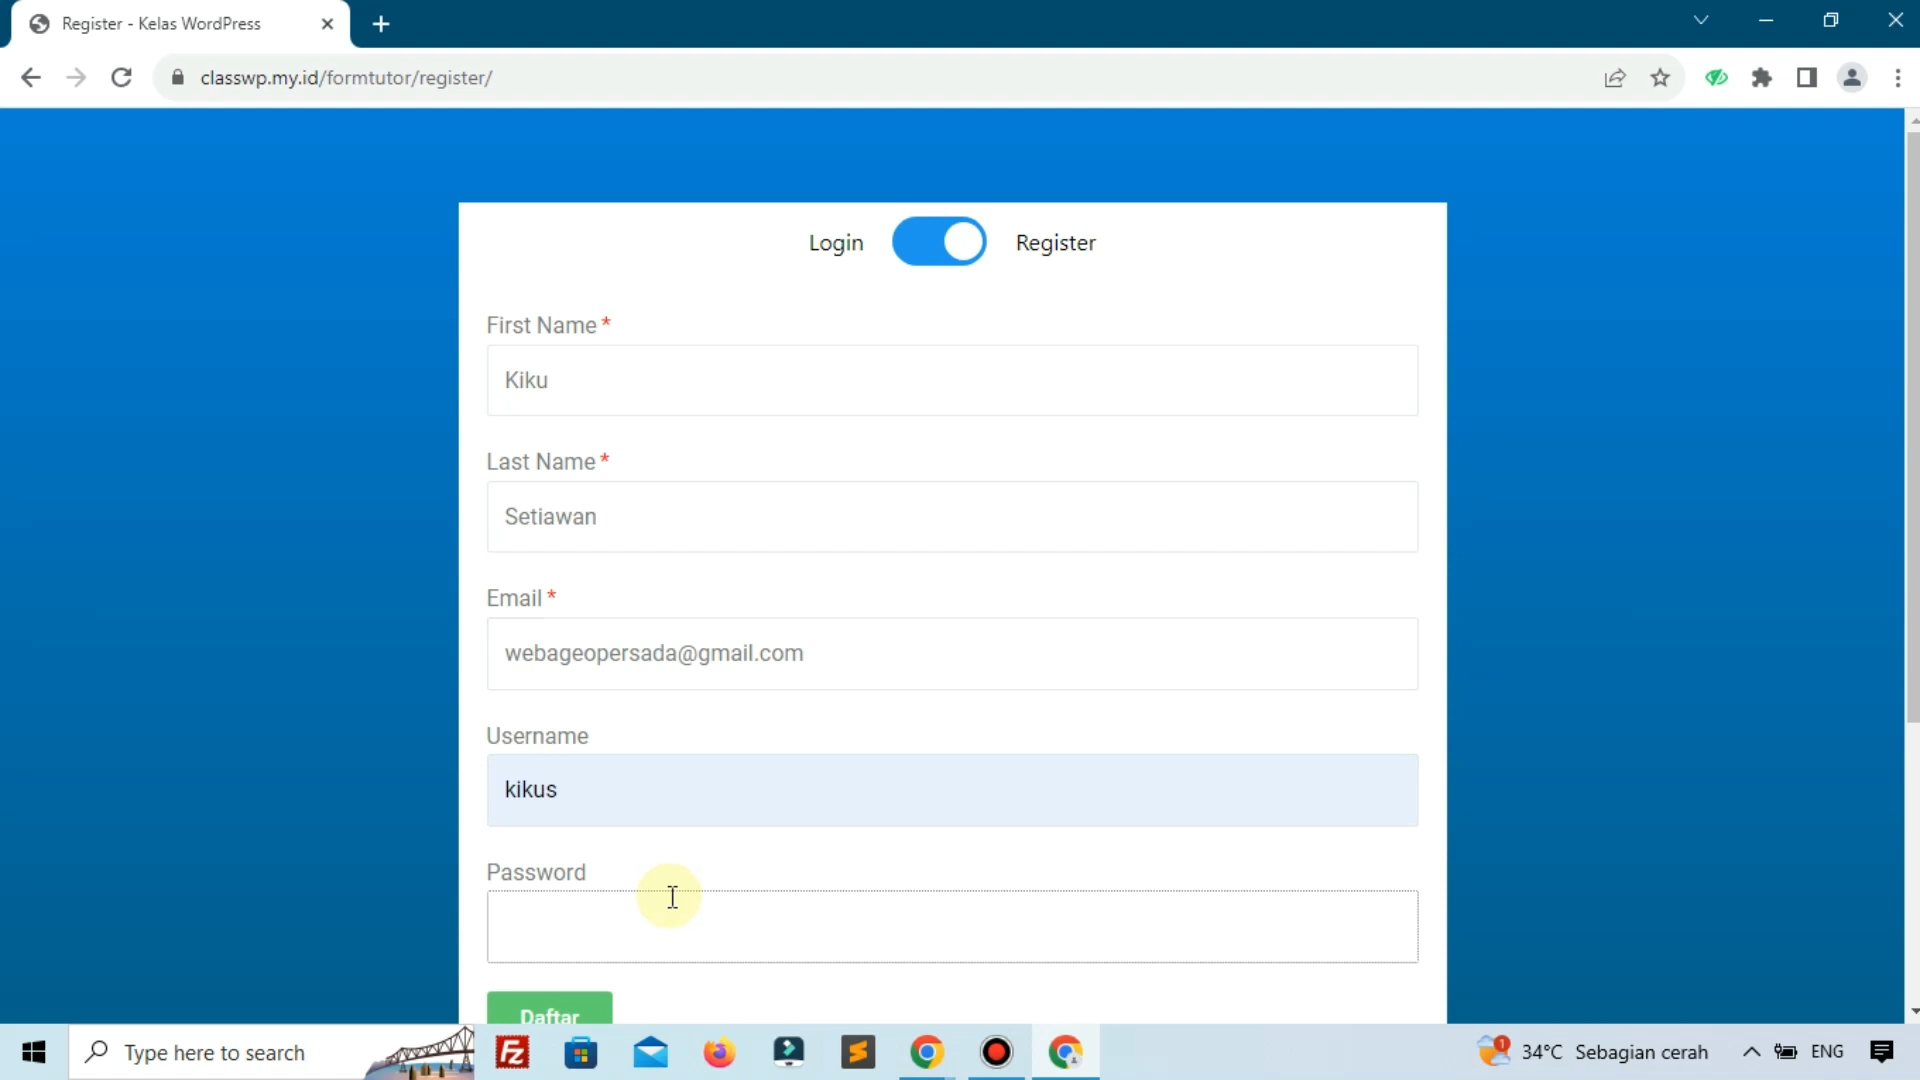 Register - Kelas WordPress
classwp.my.id/formtutor/register/
Login Register
First Name *
Kiku
Last Name *
Setiawan
Email *
webageopersada@gmail.com
Username
kikus
Password
Daftar
Type here to search
1
34°C Sebagian cerah
ENG